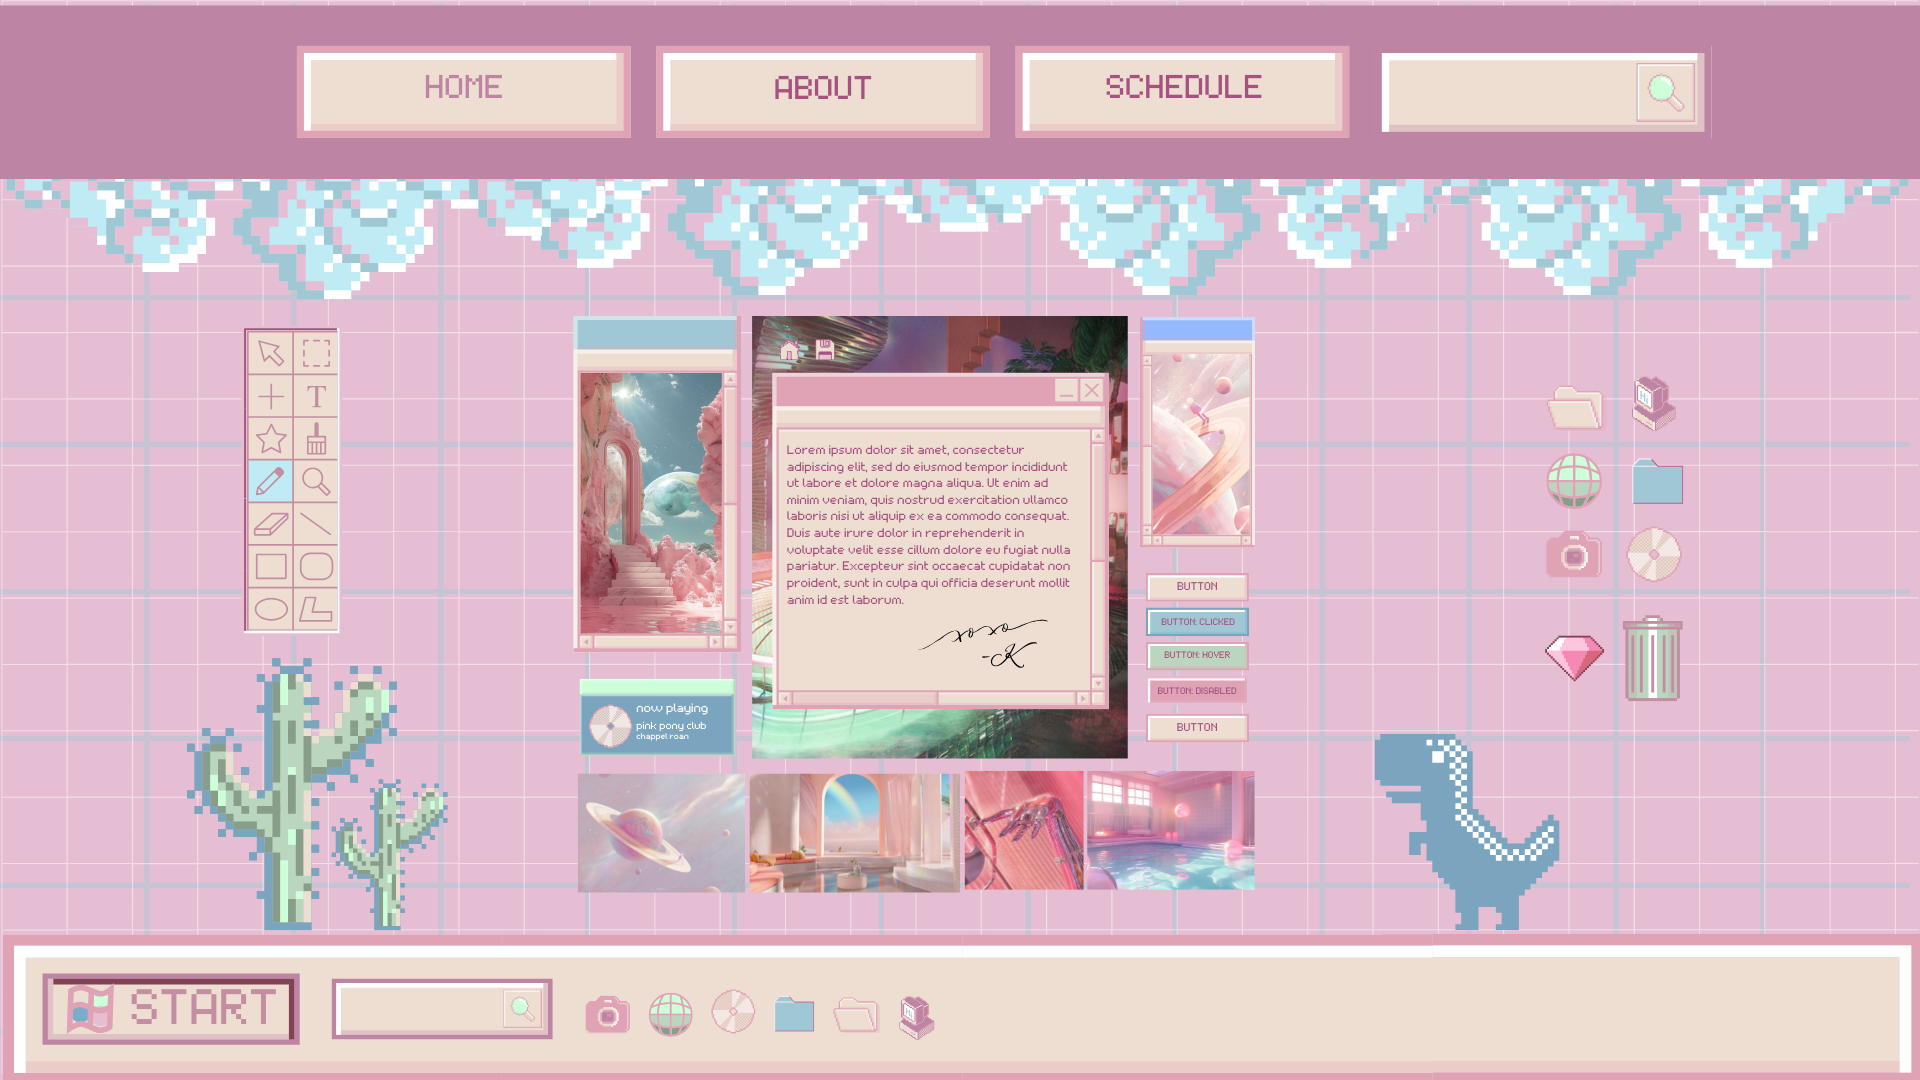 HOME
ABOUT
SCHEDULE
T
Lorem ipsum dolor sit amet, consectetur
adipiscing elit, sed do eiusmod tempor incididunt
ut labore et dolore magna aliqua. Ut enim ad
minim veniam, quis nostrud exercitation ullamco
laboris nisi ut aliquip ex ea commodo consequat.
Duis aute irure dolor in reprehenderit in
voluptate velit esse cillum dolore eu fugiat nulla
pariatur. Excepteur sint occaecat cupidatat non
proident, sunt in culpa qui officia deserunt mollit
anim id est laborum.
xoxo
-K
BUTTON
BUTTON: CLICKED
BUTTON: HOVER
BUTTON: DISABLED
BUTTON
now playing
pink pony club
chappel roan
Hi
START
Hi